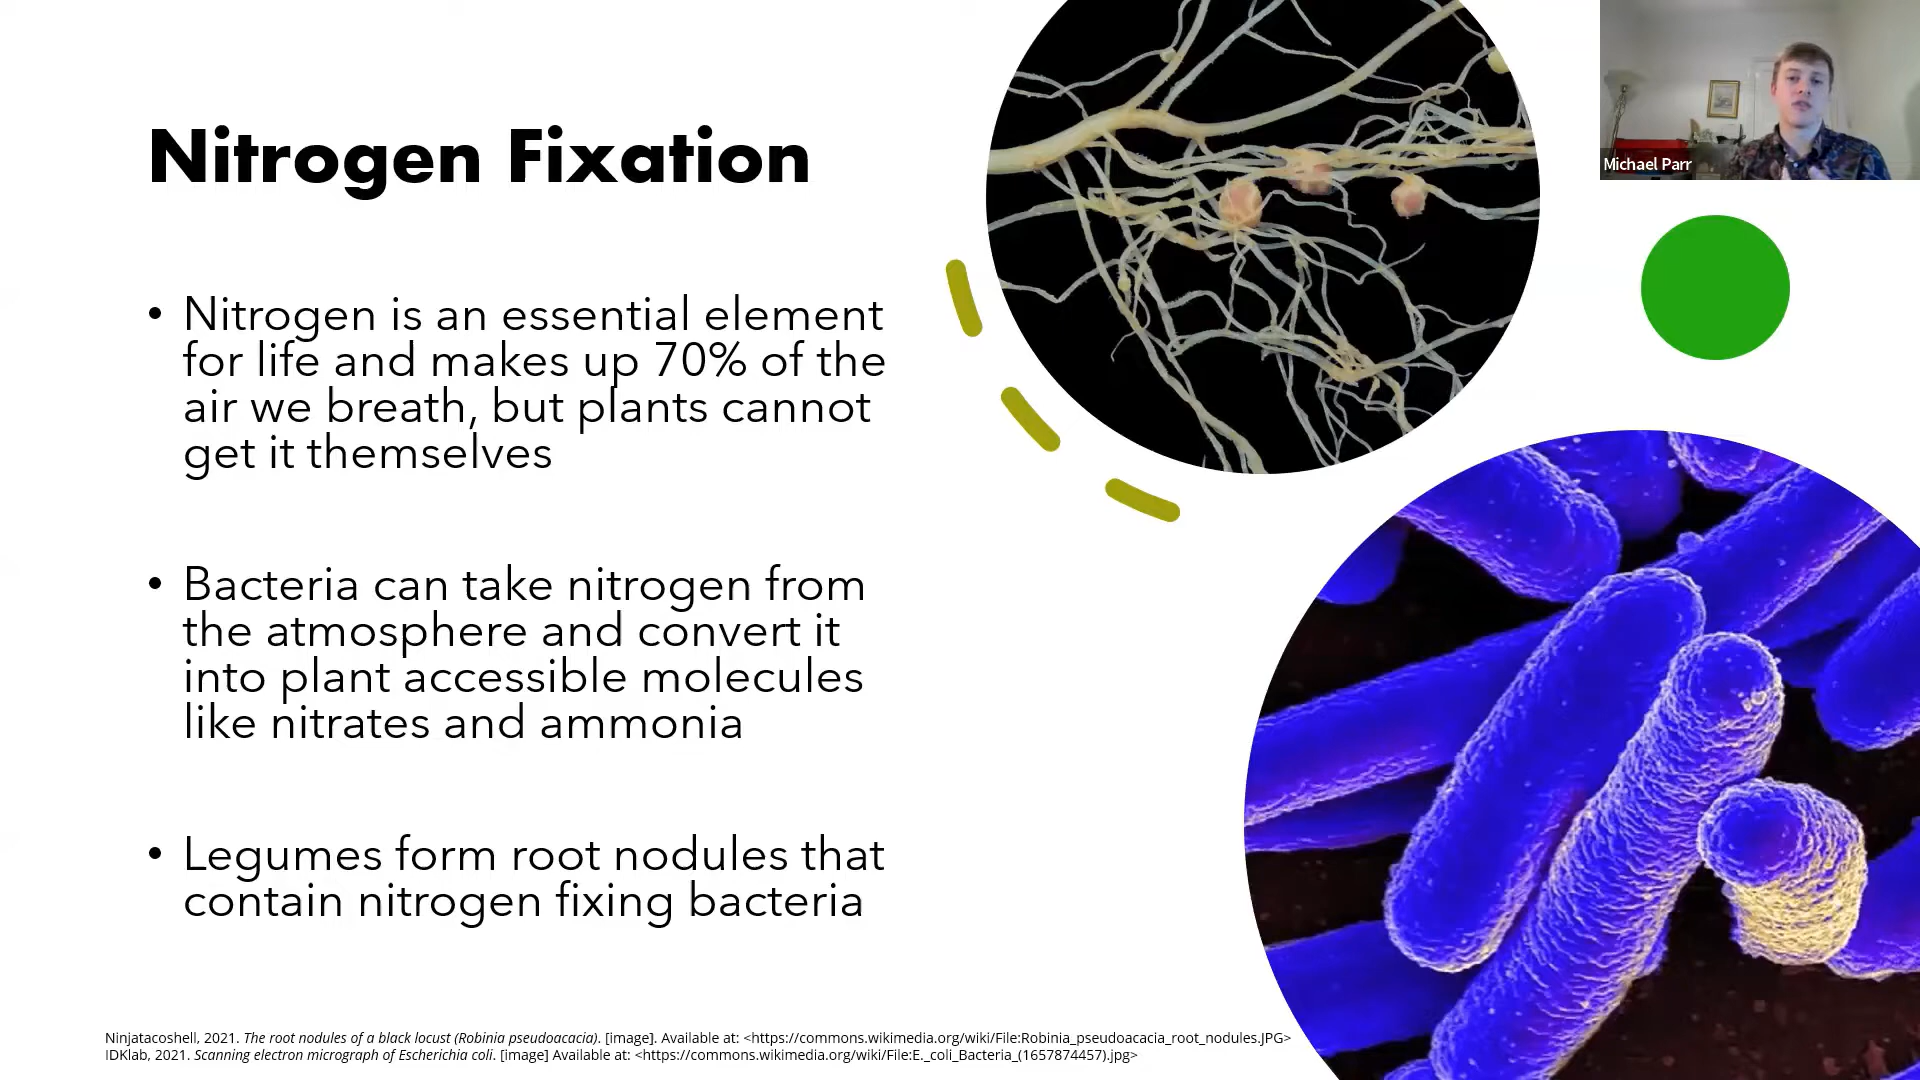 Nitrogen Fixation
• Nitrogen is an essential element
for life and makes up 70% of the
air we breath, but plants cannot
get it themselves
• Bacteria can take nitrogen from
the atmosphere and convert it
into plant accessible molecules
like nitrates and ammonia
• Legumes form root nodules that
contain nitrogen fixing bacteria
Michael Parr
Ninjatacoshell, 2021. The root nodules of a black locust (Robinia pseudoacacia). [image]. Available at: <https://commons.wikimedia.org/wiki/File:Robinia_pseudoacacia_root_nodules.JPG>
IDKlab, 2021. Scanning electron micrograph of Escherichia coli. [image] Available at: <https://commons.wikimedia.org/wiki/File:E._coli_Bacteria_(1657874457).jpg>